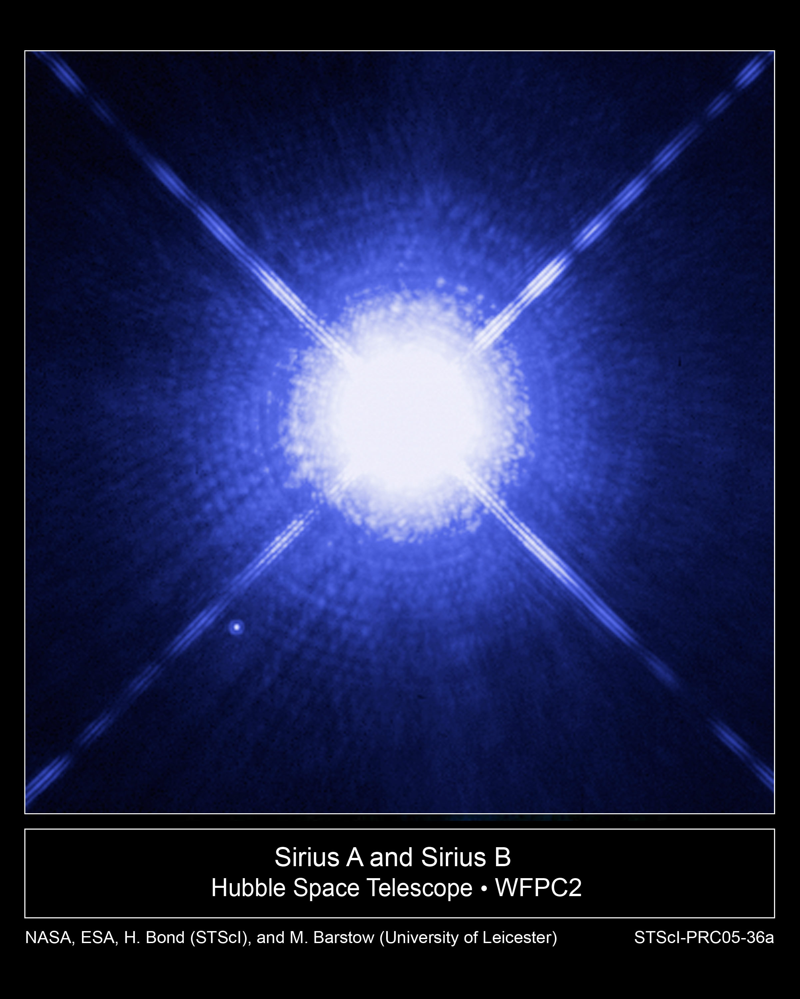 Sirius A and Sirius B
Hubble Space Telescope • WFPC2
NASA, ESA, H. Bond (STScI), and M. Barstow (University of Leicester) STScI-PRC05-36a